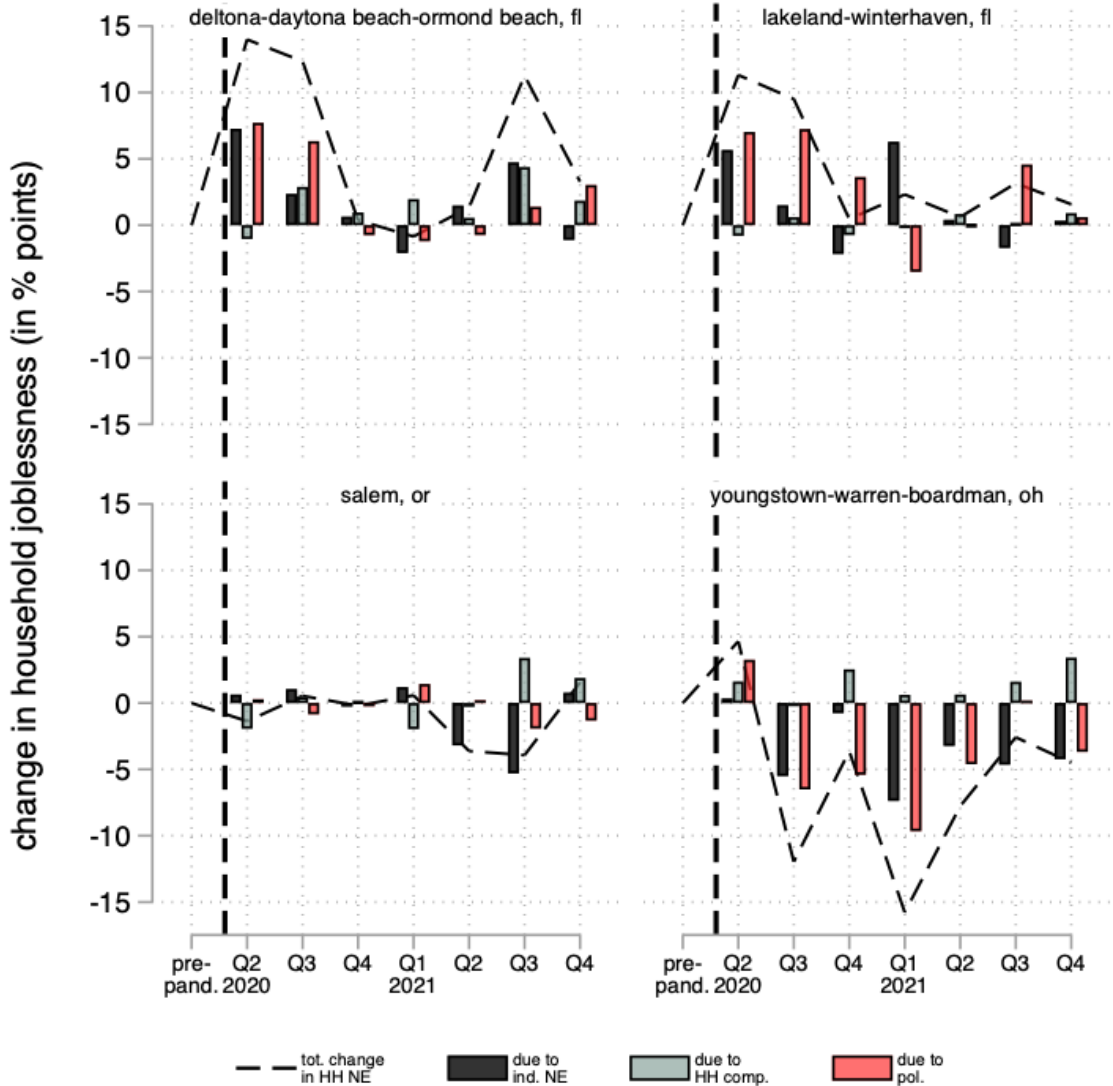 change in household joblessness (in % points)
deltona-daytona beach-ormond beach, fl
15
10
5
0
-5
-10
-15
lakeland-winterhaven, fl
salem, or
15
10
5
0
-5
-10
-15
youngstown-warren-boardman, oh
pre- Q2 Q3 Q4 Q1 Q2 Q3 Q4
pand. 2020 2021
pre- Q2 Q3 Q4 Q1 Q2 Q3 Q4
pand. 2020 2021
tot. change
in HH NE
due to
ind. NE
due to
HH comp.
due to
pol.